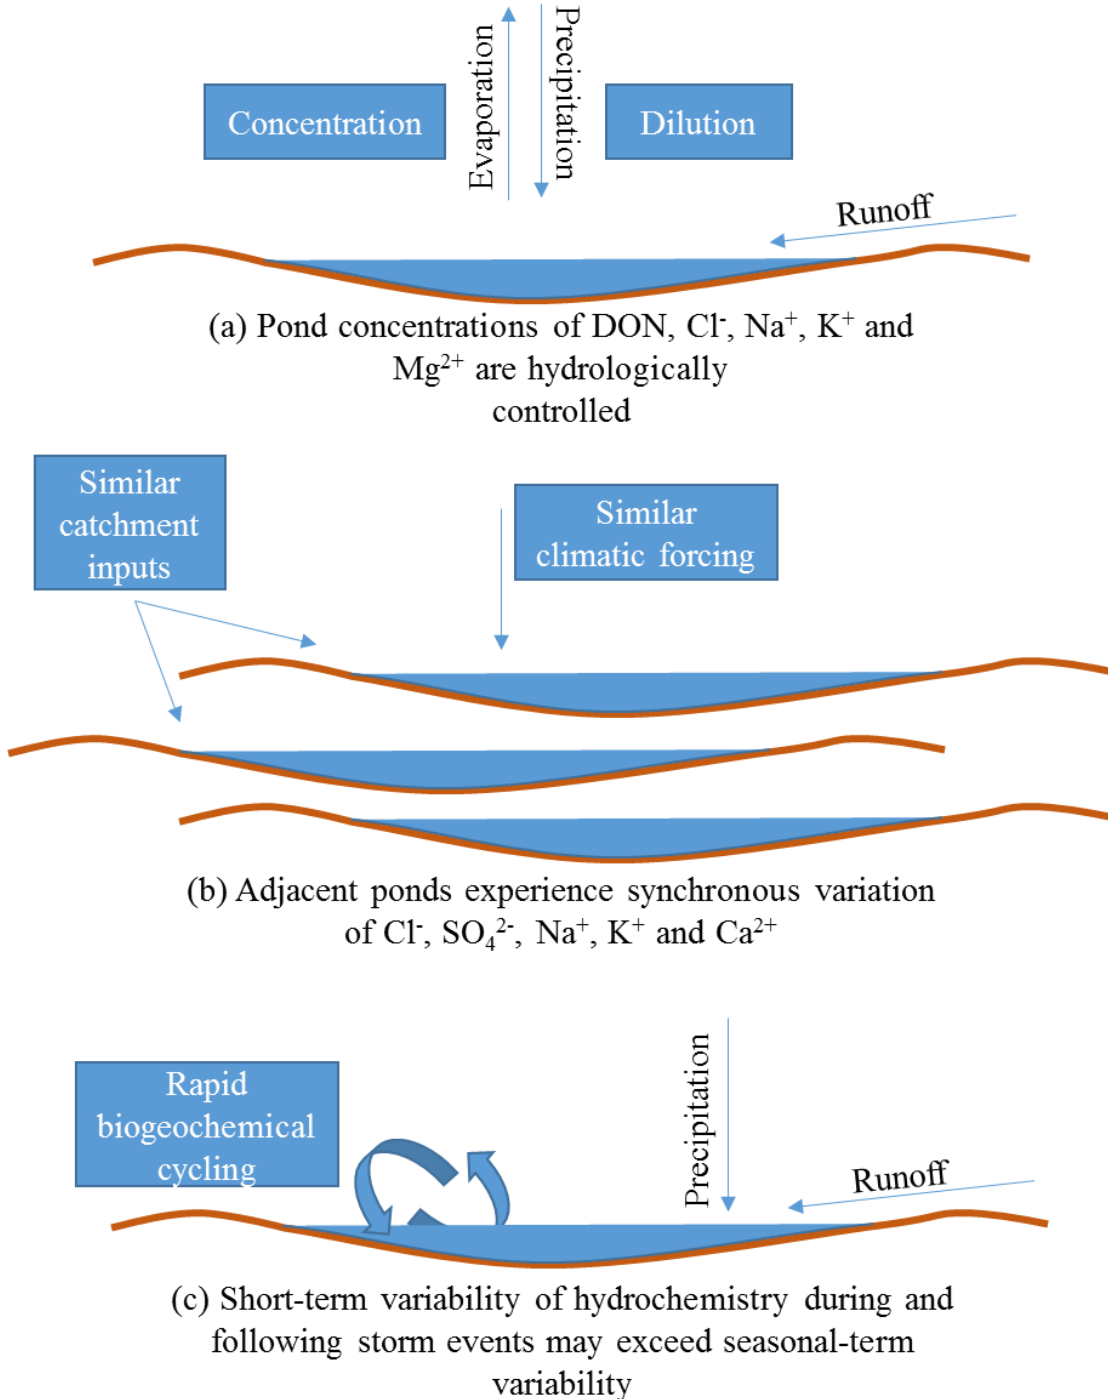 Evaporation
Precipitation
Concentration
Dilution
Runoff
(a) Pond concentrations of DON, Cl⁻, Na⁺, K⁺ and
Mg²⁺ are hydrologically
controlled
Similar
catchment
inputs
Similar
climatic forcing
(b) Adjacent ponds experience synchronous variation
of Cl⁻, SO₄²⁻, Na⁺, K⁺ and Ca²⁺
Rapid
biogeochemical
cycling
Precipitation
Runoff
(c) Short-term variability of hydrochemistry during and
following storm events may exceed seasonal-term
variability